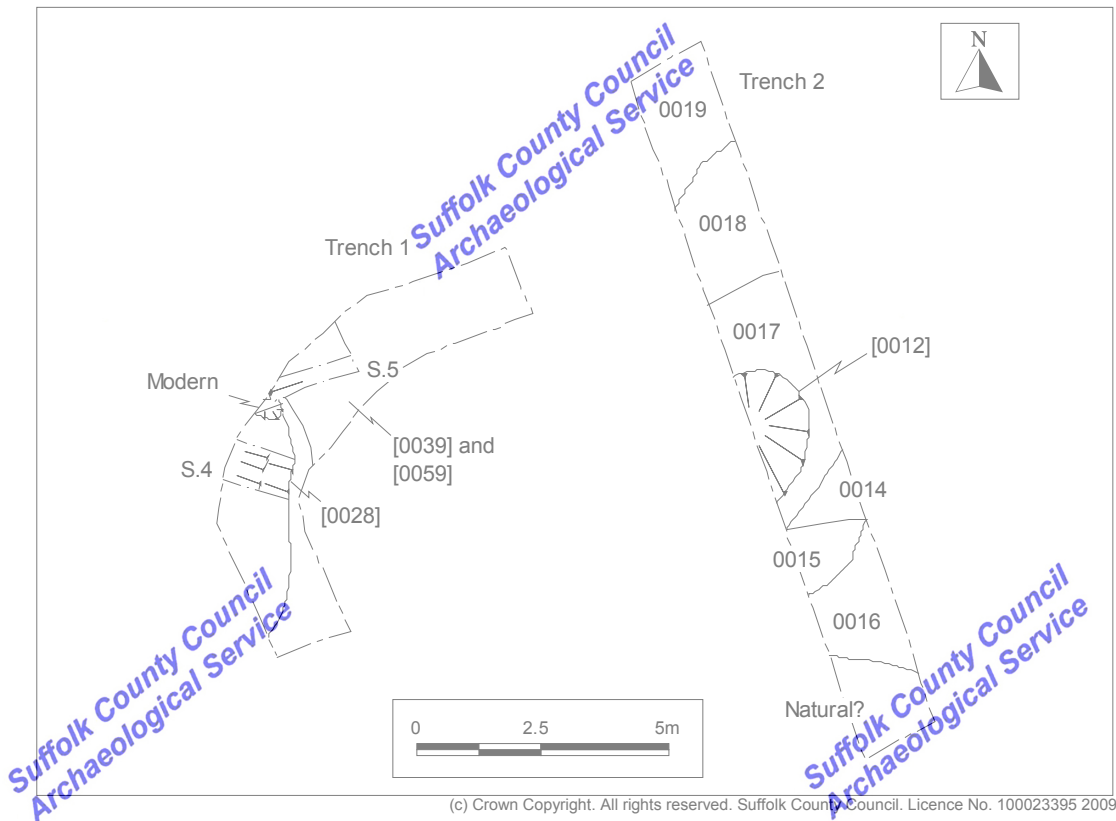 N
Trench 2
0019
Suffolk County Council
Archaeological Service
0018
Trench 1
0017
[0012]
S.5
Modern
[0039] and
[0059]
S.4
0014
[0028]
0015
0016
Suffolk County Council
Archaeological Service
Suffolk County Council
Archaeological Service
Natural?
0 2.5 5m
(c) Crown Copyright. All rights reserved. Suffolk County Council. Licence No. 100023395 2009